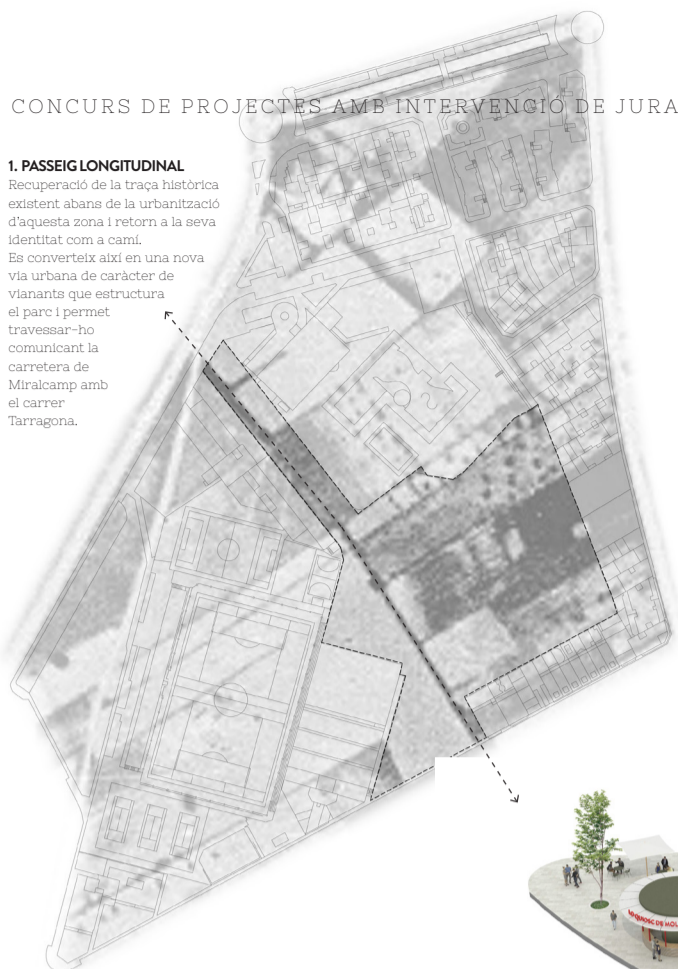 CONCURS DE PROJECTES AMB INTERVENCIÓ DE JURA
1. PASSEIG LONGITUDINAL
Recuperació de la traça històrica
existent abans de la urbanització
d'aquesta zona i retorn a la seva
identitat com a camí.
Es converteix així en una nova
via urbana de caràcter de
vianants que estructura
el parc i permet
travessar-ho
comunicant la
carretera de
Miralcamp amb
el carrer
Tarragona.